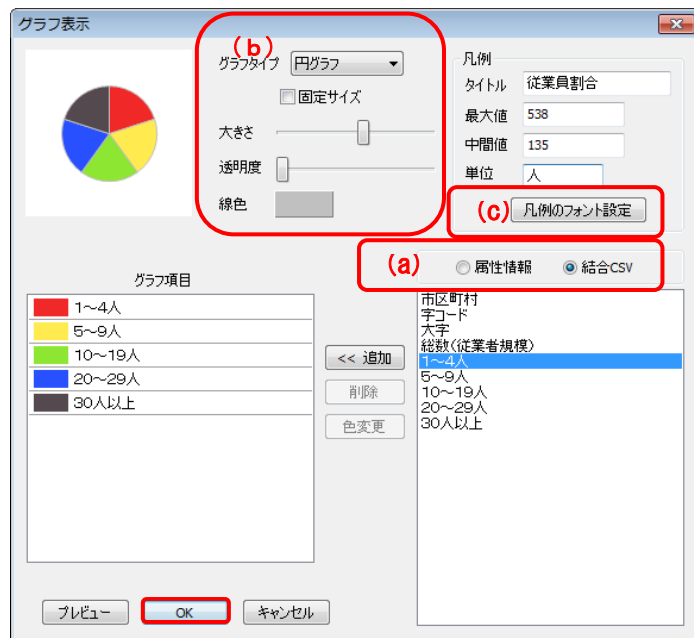 グラフ表示
(b)
グラフタイプ 円グラフ
固定サイズ
大きさ
透明度
線色
凡例
タイトル 従業員割合
最大値 538
中間値 135
単位 人
(c) 凡例のフォント設定
(a) 属性情報 結合CSV
グラフ項目
1～4人
5～9人
10～19人
20～29人
30人以上
<< 追加
削除
色変更
市区町村
字コード
大字
総数(従業者規模)
1～4人
5～9人
10～19人
20～29人
30人以上
プレビュー OK キャンセル